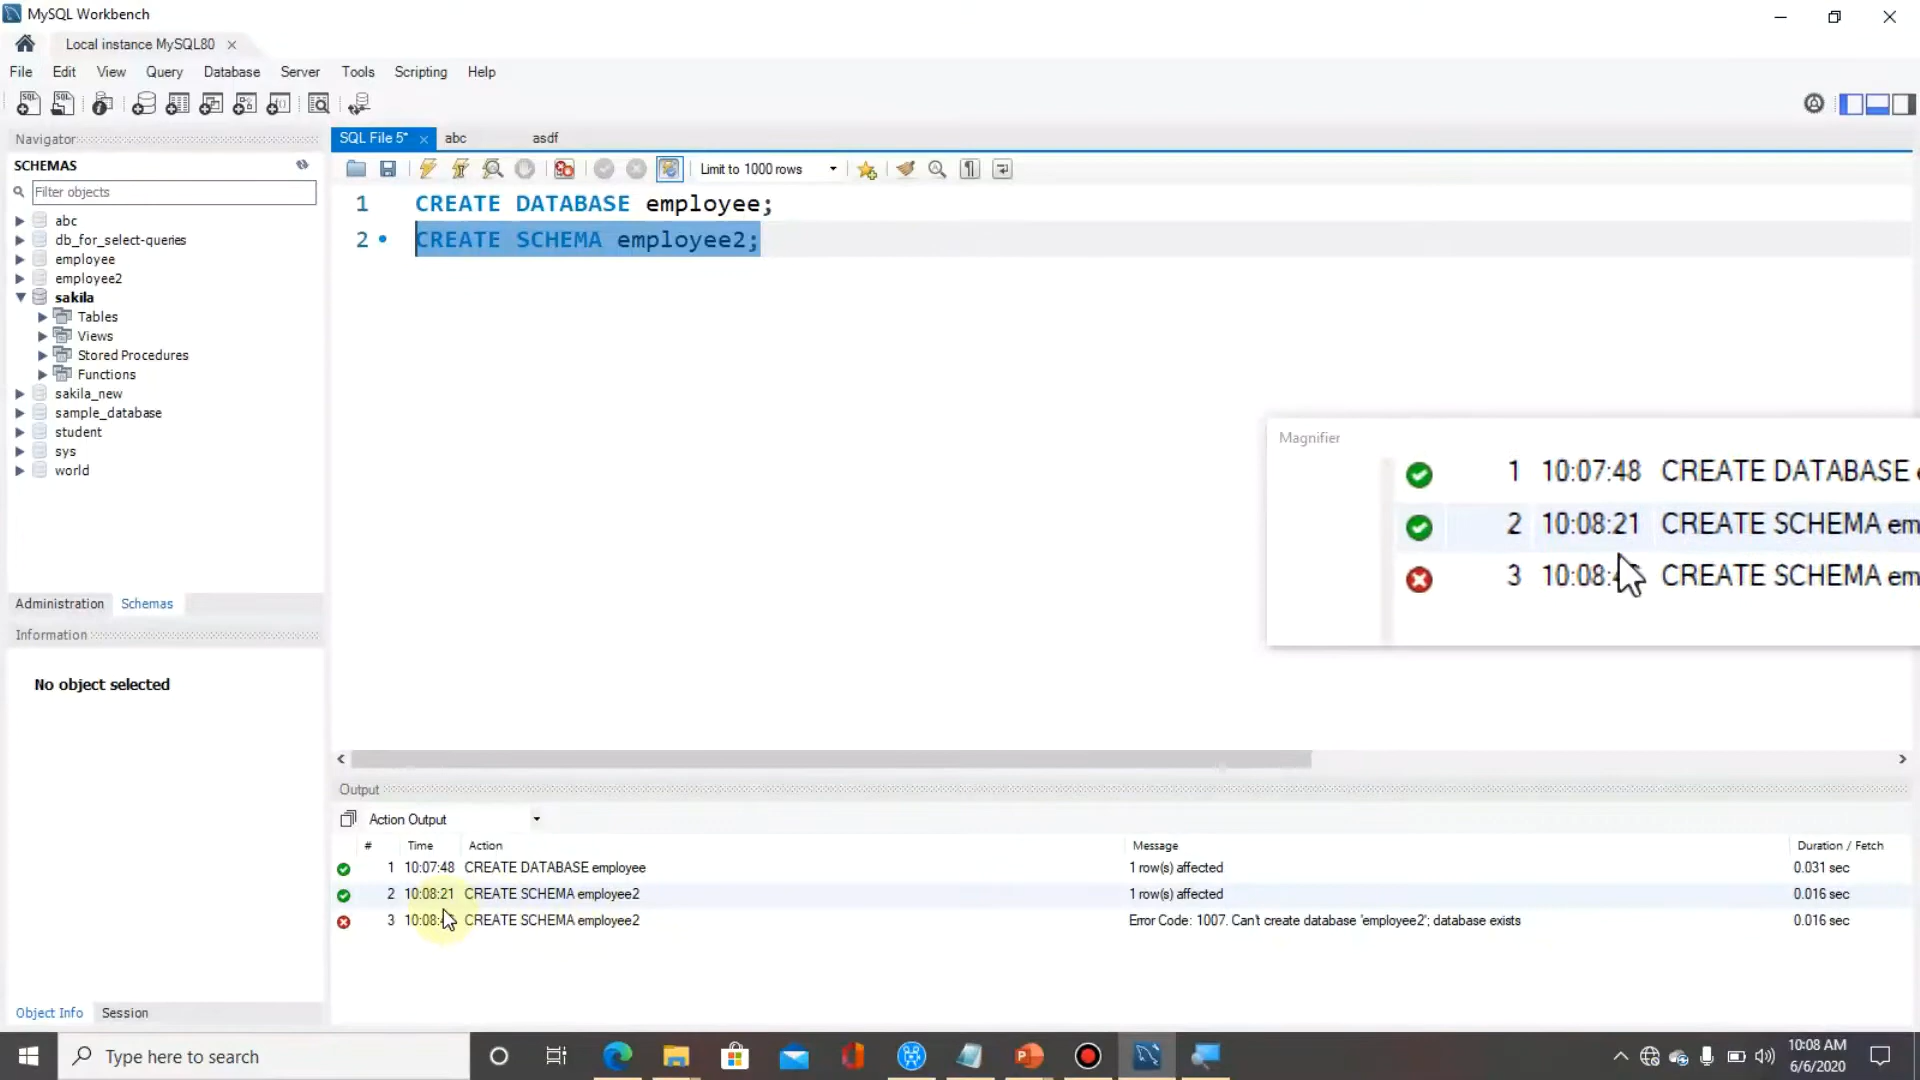 MySQL Workbench
Local instance MySQL80
File Edit View Query Database Server Tools Scripting Help
Navigator
SCHEMAS
Filter objects
abc
db_for_select-queries
employee
employee2
sakila
Tables
Views
Stored Procedures
Functions
sakila_new
sample_database
student
sys
world
Administration Schemas
Information
No object selected
Object Info Session
SQL File 5* abc asdf
Limit to 1000 rows
1 CREATE DATABASE employee;
2 CREATE SCHEMA employee2;
Magnifier
1 10:07:48 CREATE DATABASE
2 10:08:21 CREATE SCHEMA em
3 10:08: CREATE SCHEMA em
Output
Action Output
# Time Action Message Duration / Fetch
1 10:07:48 CREATE DATABASE employee 1 row(s) affected 0.031 sec
2 10:08:21 CREATE SCHEMA employee2 1 row(s) affected 0.016 sec
3 10:08: CREATE SCHEMA employee2 Error Code: 1007. Can't create database 'employee2'; database exists 0.016 sec
Type here to search
10:08 AM
6/6/2020